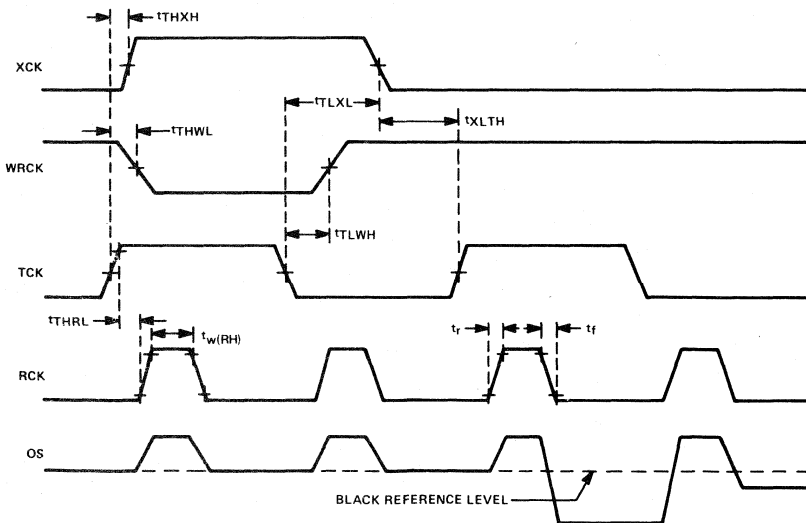 tTHXH
XCK
tTLXL
tTHWL
tXLTH
WRCK
tTLWH
TCK
tTHRL
tw(RH)
tr
tf
RCK
OS
BLACK REFERENCE LEVEL